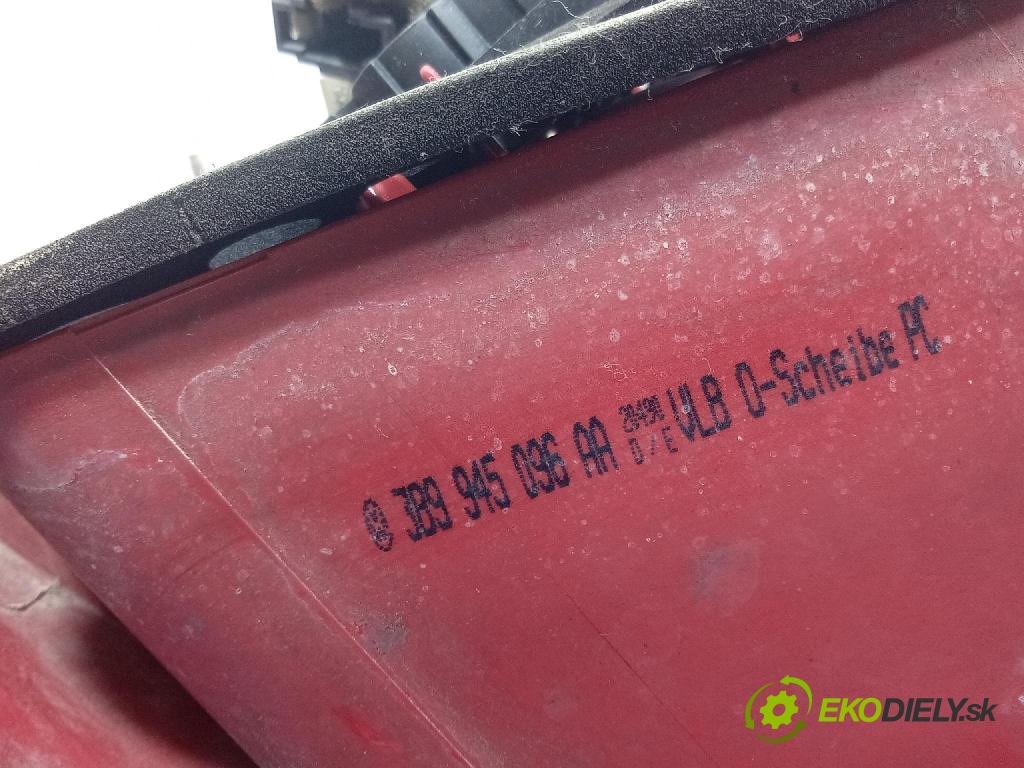 3B9 945 096 AA VLB O-Scheibe PC
D/E
EKODIELY.sk